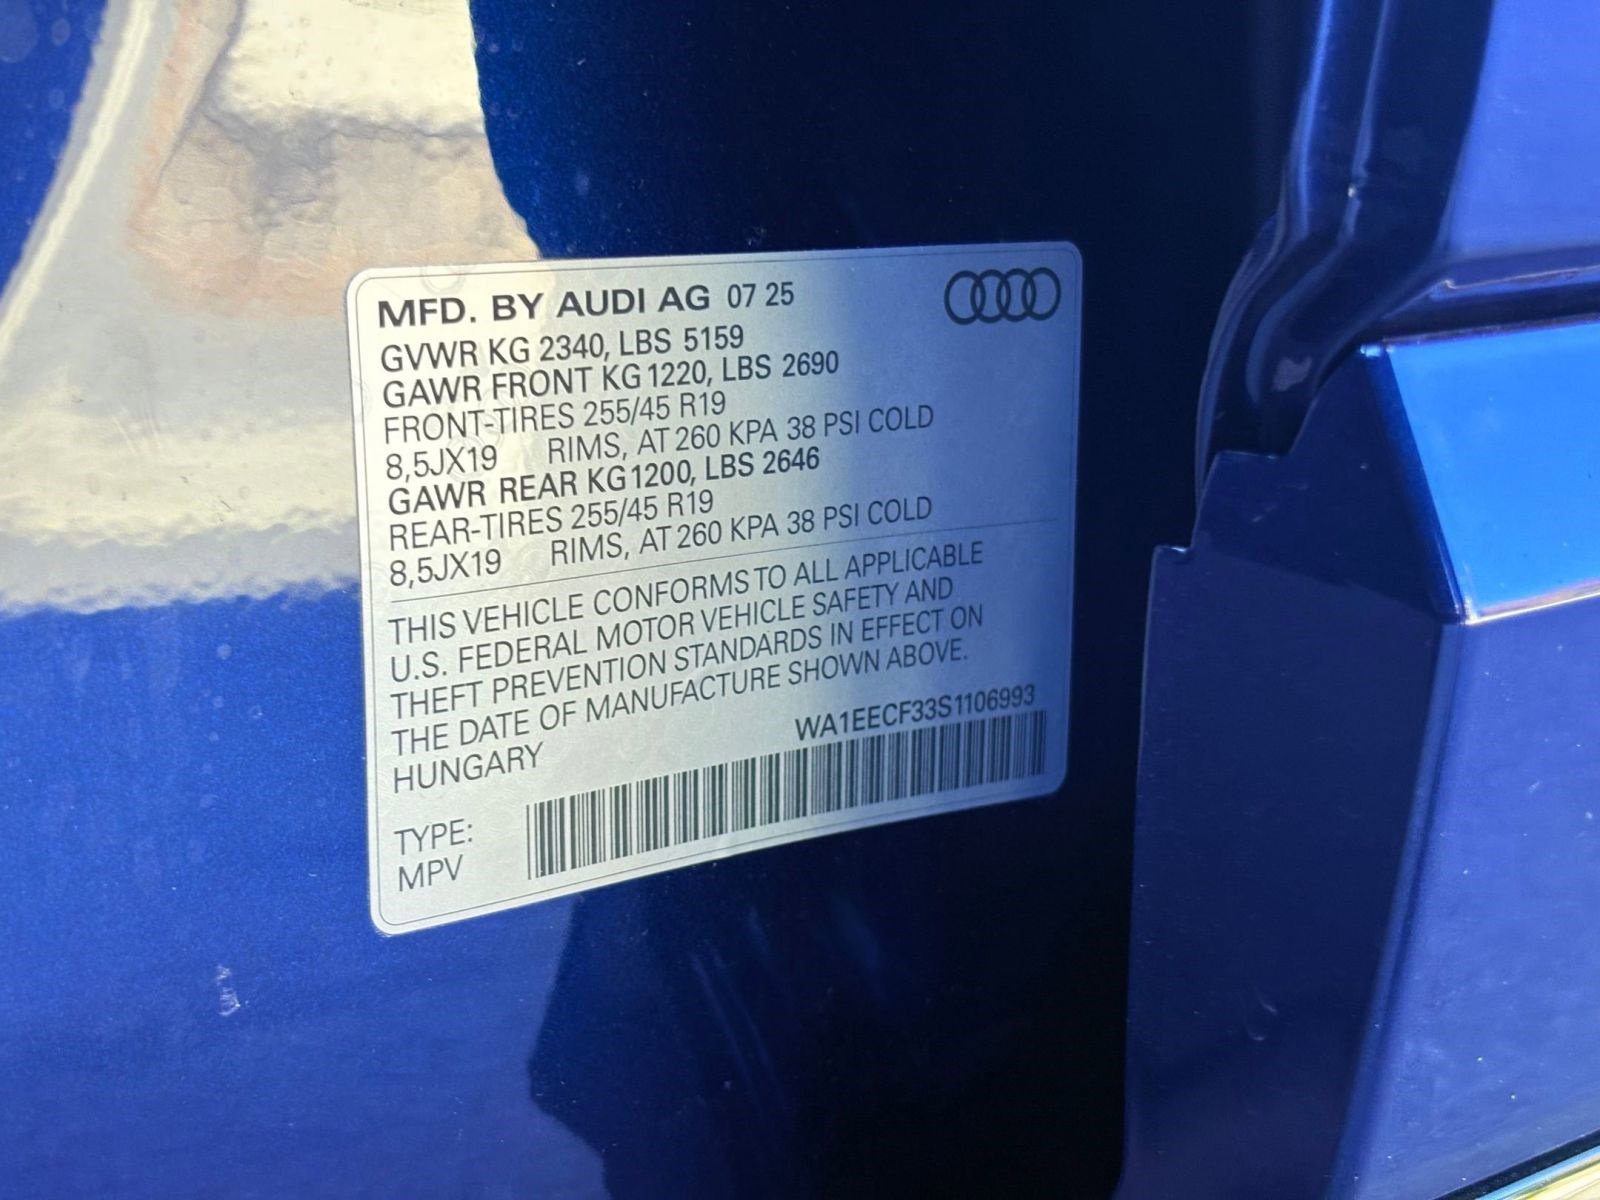 MFD. BY AUDI AG 07 25
GVWR KG 2340, LBS 5159
GAWR FRONT KG 1220, LBS 2690
FRONT-TIRES 255/45 R19
8,5JX19 RIMS, AT 260 KPA 38 PSI COLD
GAWR REAR KG 1200, LBS 2646
REAR-TIRES 255/45 R19
8,5JX19 RIMS, AT 260 KPA 38 PSI COLD
THIS VEHICLE CONFORMS TO ALL APPLICABLE
U.S. FEDERAL MOTOR VEHICLE SAFETY AND
THEFT PREVENTION STANDARDS IN EFFECT ON
THE DATE OF MANUFACTURE SHOWN ABOVE.
HUNGARY WA1EECF33S1106993
TYPE:
MPV